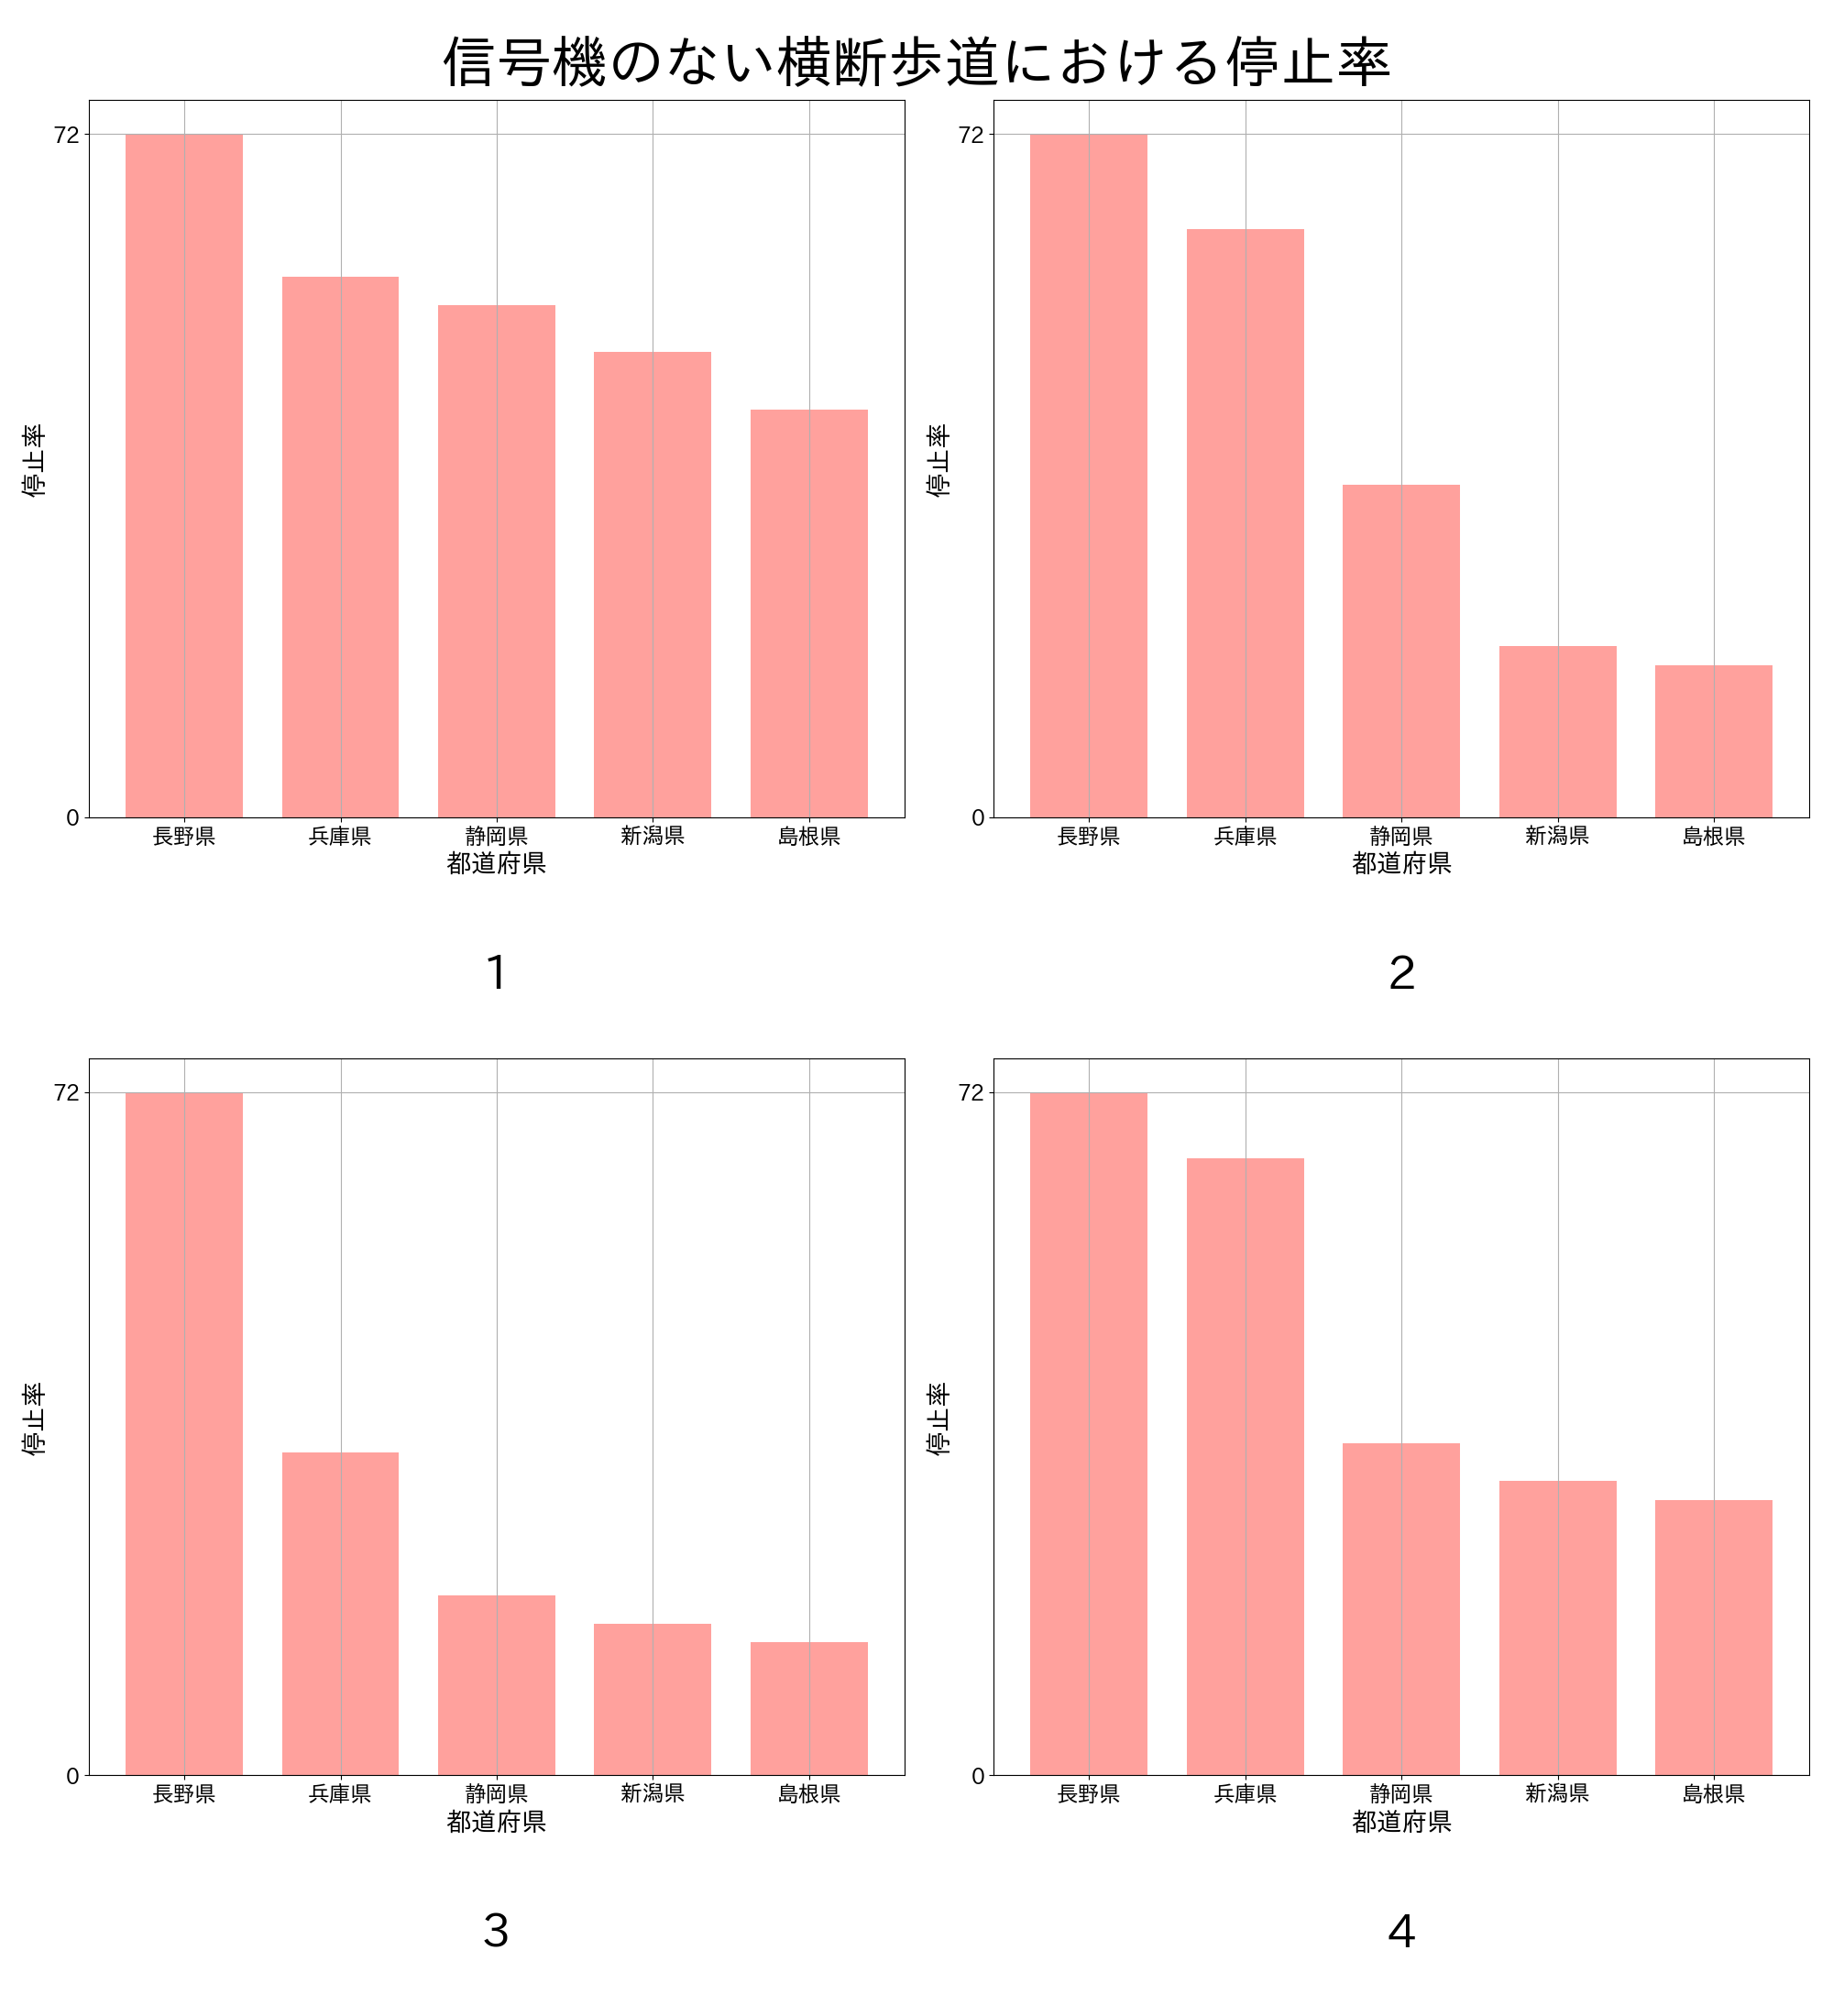 信号機のない横断歩道における停止率
72
0
停止率
長野県 兵庫県 静岡県 新潟県 島根県
都道府県
1
72
0
停止率
長野県 兵庫県 静岡県 新潟県 島根県
都道府県
2
72
0
停止率
長野県 兵庫県 静岡県 新潟県 島根県
都道府県
3
72
0
停止率
長野県 兵庫県 静岡県 新潟県 島根県
都道府県
4